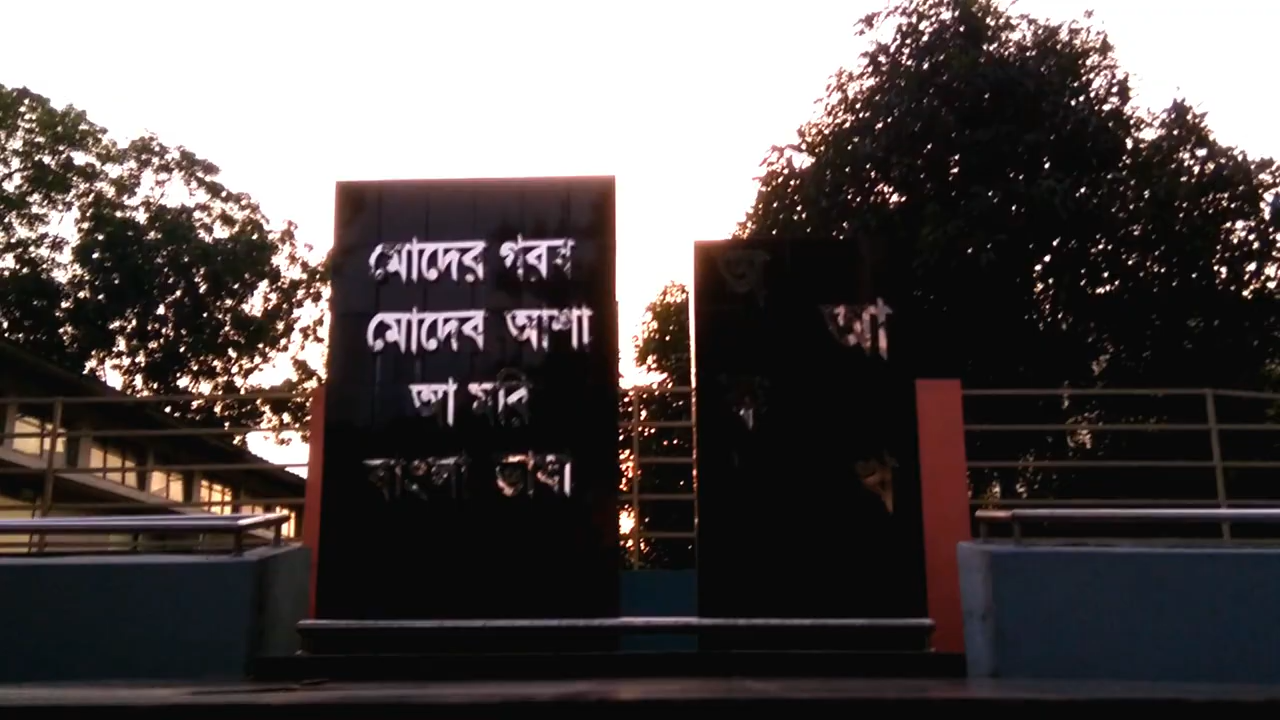 মোদের গরব
মোদের আশা
আ মরি
বাংলা ভাষা
আ